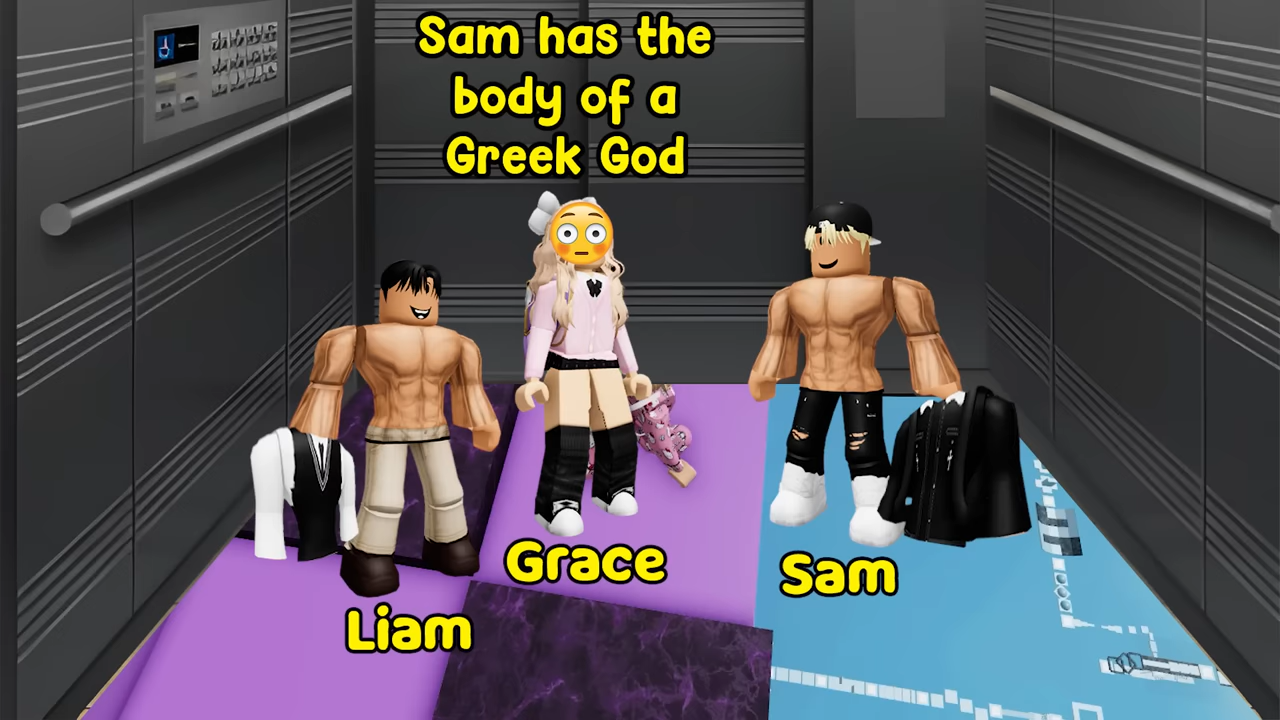 Sam has the
body of a
Greek God
Grace
Sam
Liam